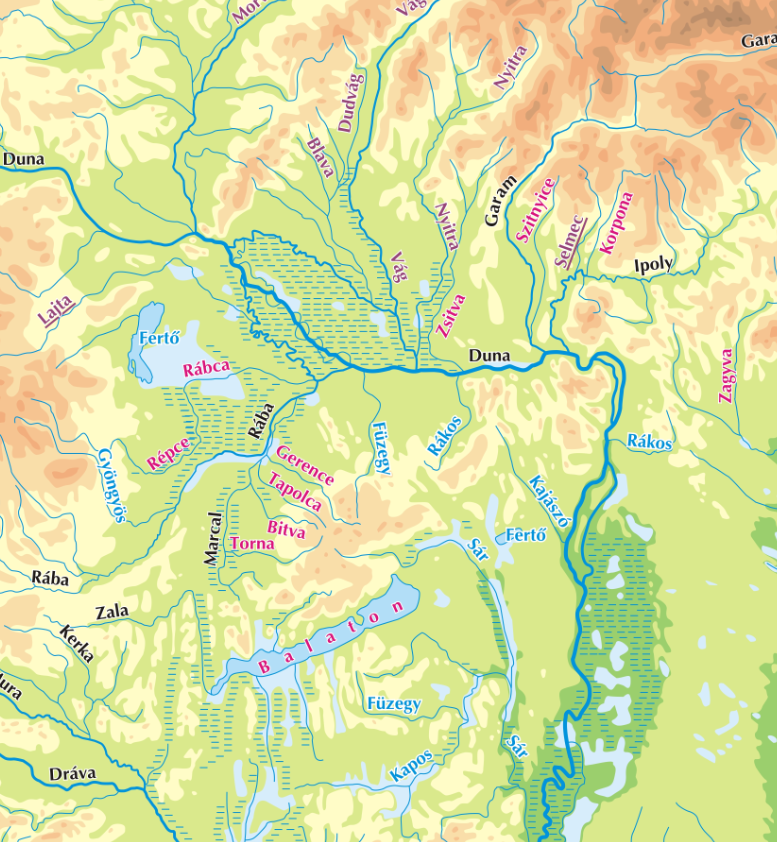 Mor
Vág
Gara
Nyitra
Dudvág
Blava
Duna
Garam
Szitnyice
Korpona
Selmec
Nyitra
Ipoly
Vág
Lajta
Zsitva
Fertő
Duna
Rábca
Zagyva
Rába
Füzegy
Rákos
Rákos
Répce
Gyöngyös
Gerence
Tapolca
Kajászó
Bitva
Marcal
Torna
Fertő
Sár
Rába
Zala
Balaton
Kerka
Mura
Füzegy
Sár
Kapos
Dráva